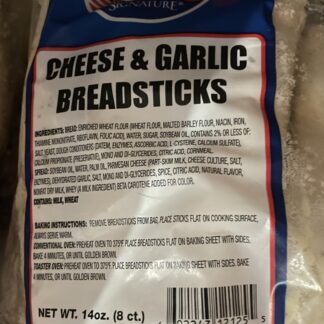 SIGNATURE®
CHEESE & GARLIC
BREADSTICKS
INGREDIENTS: BREAD: ENRICHED WHEAT FLOUR (WHEAT FLOUR, MALTED BARLEY FLOUR, NIACIN, IRON,
THIAMINE MONONITRATE, RIBOFLAVIN, FOLIC ACID), WATER, SUGAR, SOYBEAN OIL, CONTAINS 2% OR LESS OF:
SALT, YEAST, DOUGH CONDITIONERS (DATEM, ENZYMES, ASCORBIC ACID, L-CYSTEINE, CALCIUM SULFATE),
CALCIUM PROPIONATE (PRESERVATIVE), MONO AND DI-GLYCERIDES, CITRIC ACID, CORNMEAL.
SPREAD: SOYBEAN OIL, WATER, PALM OIL, PARMESAN CHEESE (PART-SKIM MILK, CHEESE CULTURE, SALT,
ENZYMES), DEHYDRATED GARLIC, SALT, MONO AND DI-GLYCERIDES, SPICE, CITRIC ACID, NATURAL FLAVOR,
NONFAT DRY MILK, WHEY (A MILK INGREDIENT) BETA CAROTENE ADDED FOR COLOR.
CONTAINS: MILK, WHEAT
BAKING INSTRUCTIONS: REMOVE BREADSTICKS FROM BAG, PLACE STICKS FLAT ON COOKING SURFACE,
ALWAYS SERVE WARM.
CONVENTIONAL OVEN: PREHEAT OVEN TO 375°F. PLACE BREADSTICKS FLAT ON BAKING SHEET WITH SIDES.
BAKE 4 MINUTES, OR UNTIL GOLDEN BROWN.
TOASTER OVEN: PREHEAT OVEN TO 375°F. PLACE BREADSTICKS FLAT ON BAKING SHEET WITH SIDES. BAKE
4 MINUTES, OR UNTIL GOLDEN BROWN.
NET WT. 14oz. (8 ct.)